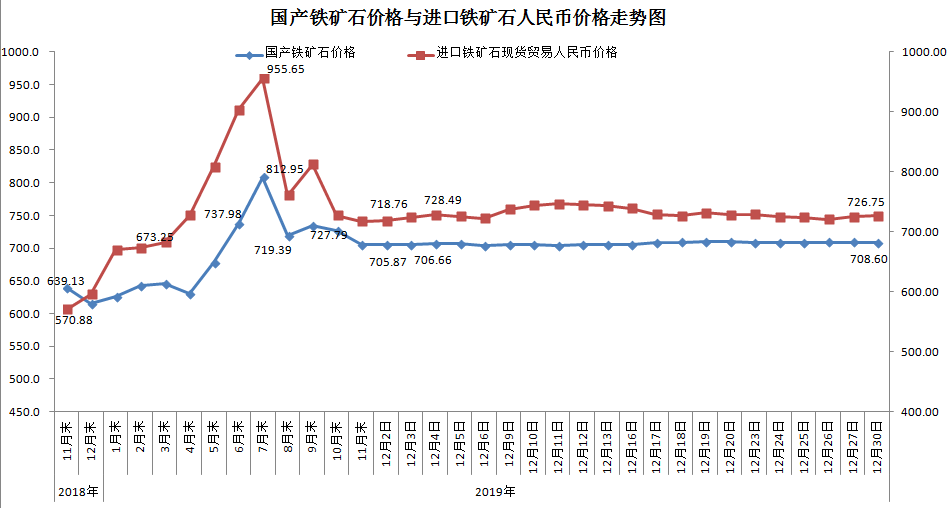 国产铁矿石价格与进口铁矿石人民币价格走势图
国产铁矿石价格
进口铁矿石现货贸易人民币价格
1000.0
950.0
900.0
850.0
800.0
750.0
700.0
650.0
600.0
550.0
500.0
450.0
1000.00
900.00
800.00
700.00
600.00
500.00
400.00
639.13
570.88
673.25
737.98
955.65
812.95
719.39
727.79
718.76
705.87
728.49
706.66
726.75
708.60
11月末
12月末
1月末
2月末
3月末
4月末
5月末
6月末
7月末
8月末
9月末
10月末
11月末
12月2日
12月3日
12月4日
12月5日
12月6日
12月9日
12月10日
12月11日
12月12日
12月13日
12月16日
12月17日
12月18日
12月19日
12月20日
12月23日
12月24日
12月25日
12月26日
12月27日
12月30日
2018年
2019年